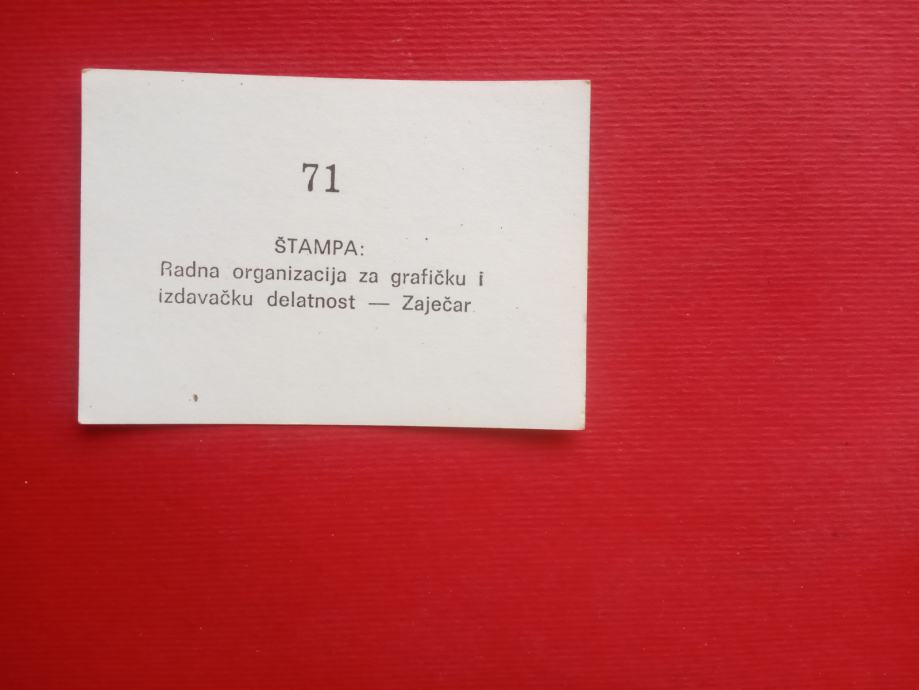 71
ŠTAMPA:
Radna organizacija za grafičku i
izdavačku delatnost — Zaječar